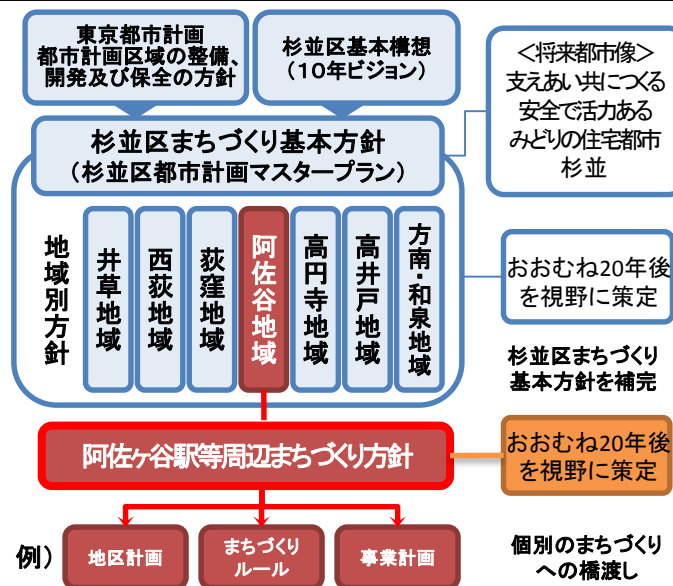 東京都市計画
都市計画区域の整備、
開発及び保全の方針
杉並区基本構想
（１０年ビジョン）
＜将来都市像＞
支えあい共につくる
安全で活力ある
みどりの住宅都市
杉並
杉並区まちづくり基本方針
（杉並区都市計画マスタープラン）
地域別方針
井草地域
西荻地域
荻窪地域
阿佐谷地域
高円寺地域
高井戸地域
方南・和泉地域
おおむね20年後
を視野に策定
杉並区まちづくり
基本方針を補完
阿佐ヶ谷駅等周辺まちづくり方針
おおむね20年後
を視野に策定
例）
地区計画
まちづくり
ルール
事業計画
個別のまちづくり
への橋渡し